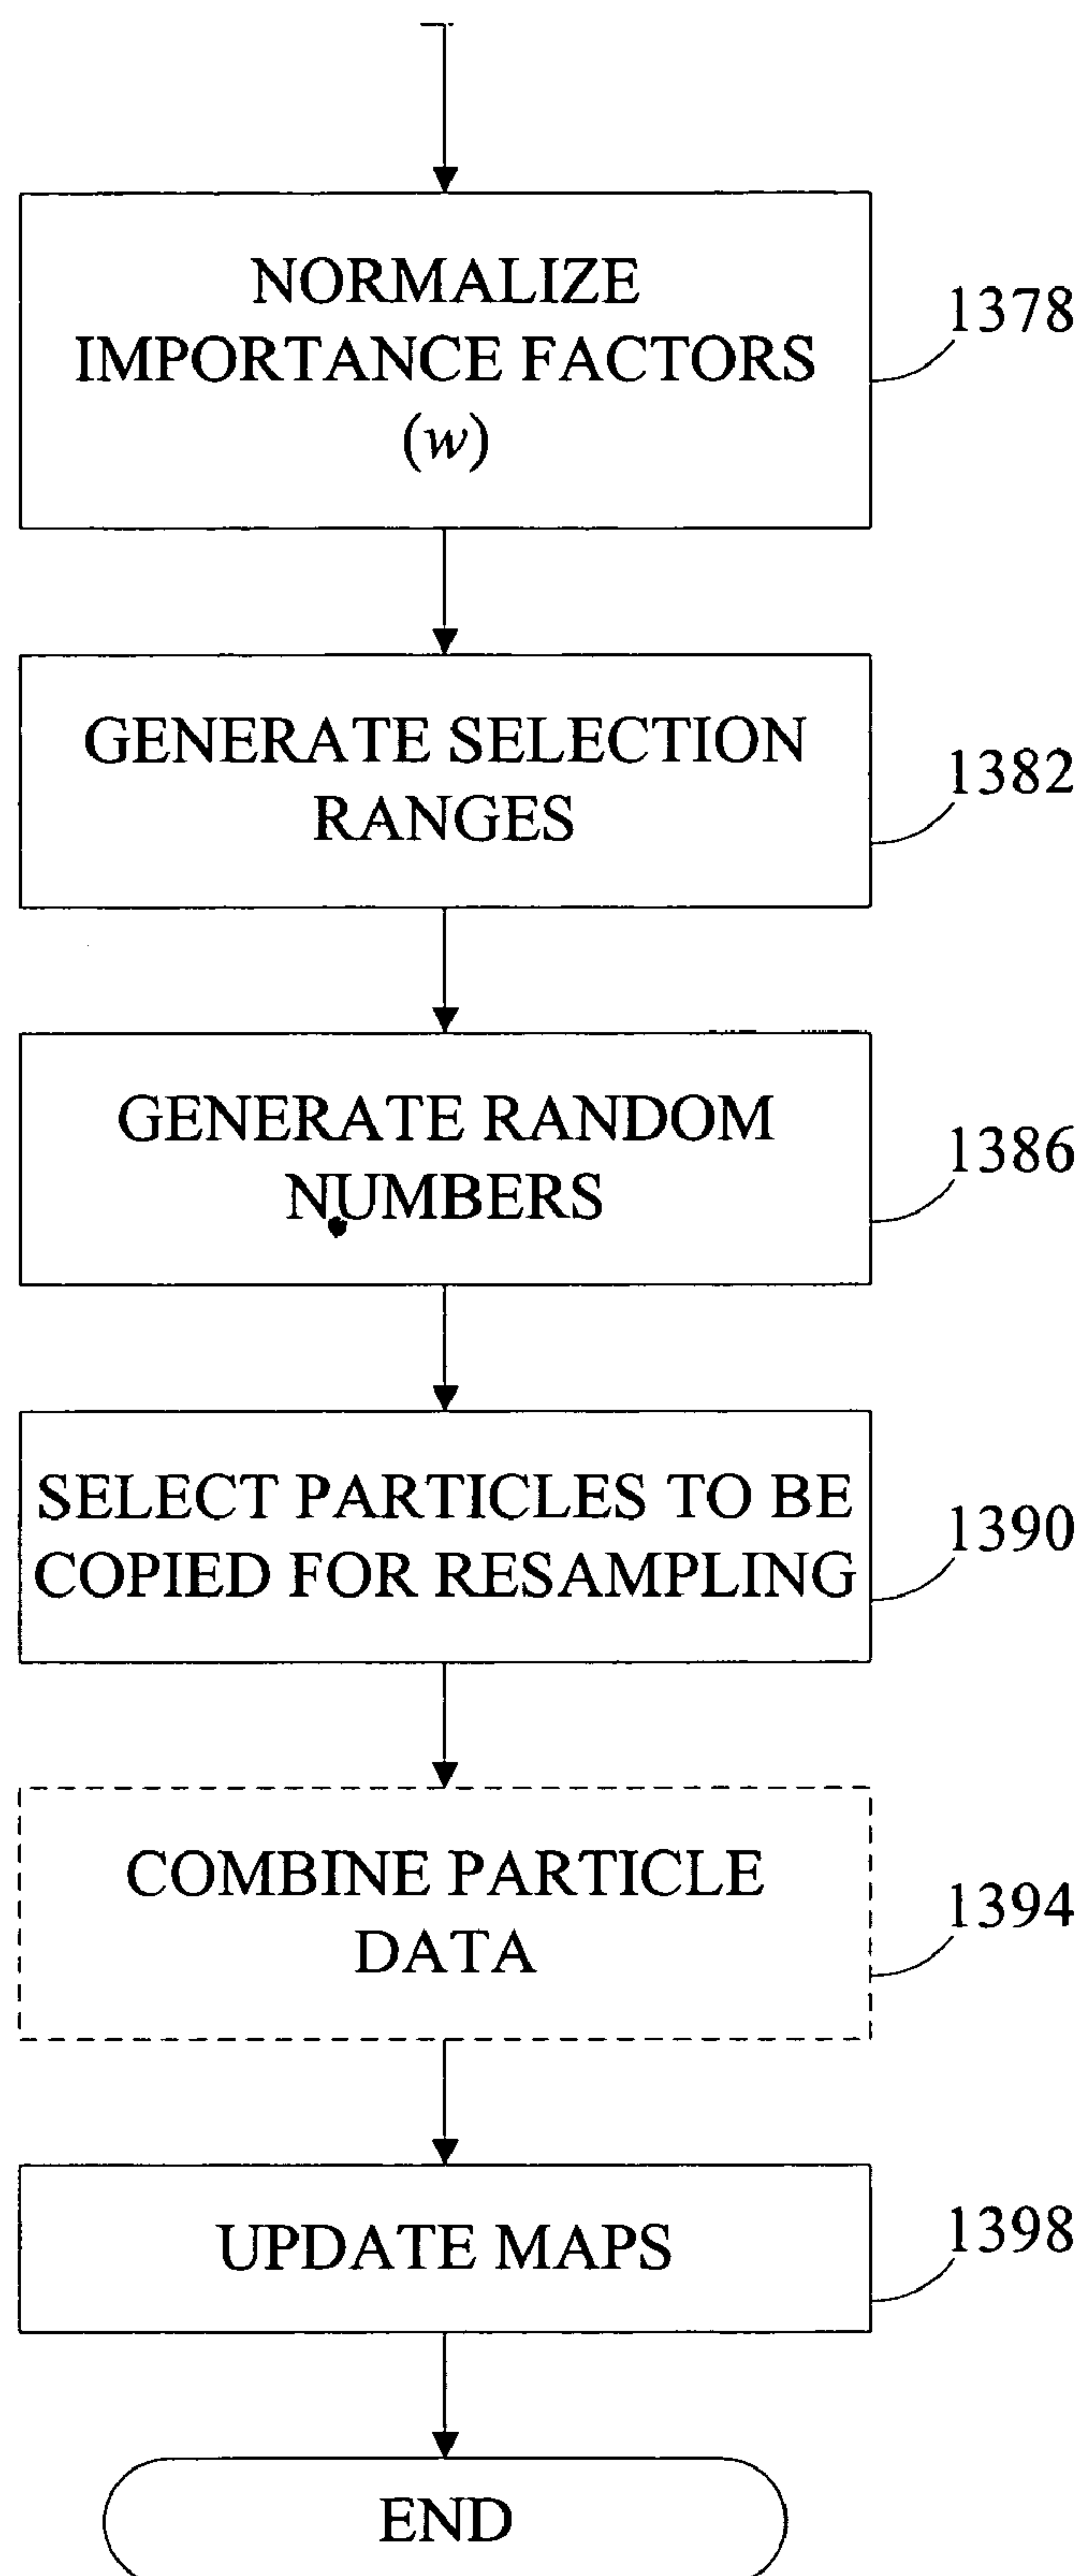 NORMALIZE
IMPORTANCE FACTORS
(w)
1378
GENERATE SELECTION
RANGES
1382
GENERATE RANDOM
NUMBERS
1386
SELECT PARTICLES TO BE
COPIED FOR RESAMPLING
1390
COMBINE PARTICLE
DATA
1394
UPDATE MAPS
1398
END